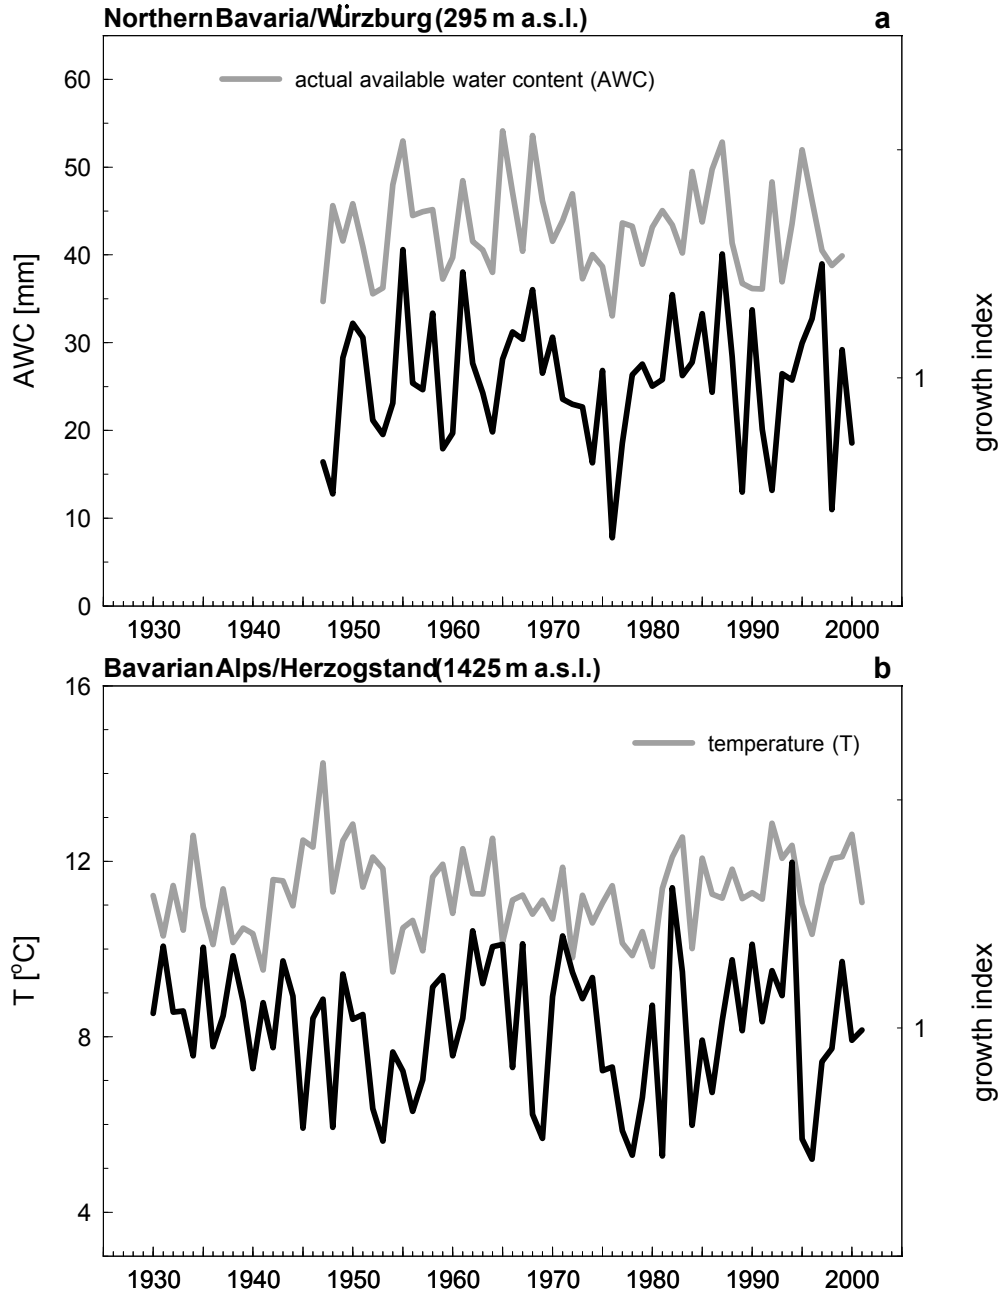 Northern Bavaria/Würzburg (295 m a.s.l.)
a
actual available water content (AWC)
60
50
40
30
20
10
0
AWC [mm]
1
growth index
1930 1940 1950 1960 1970 1980 1990 2000
Bavarian Alps/Herzogstand (1425 m a.s.l.)
b
temperature (T)
16
12
8
4
T [°C]
1
growth index
1930 1940 1950 1960 1970 1980 1990 2000